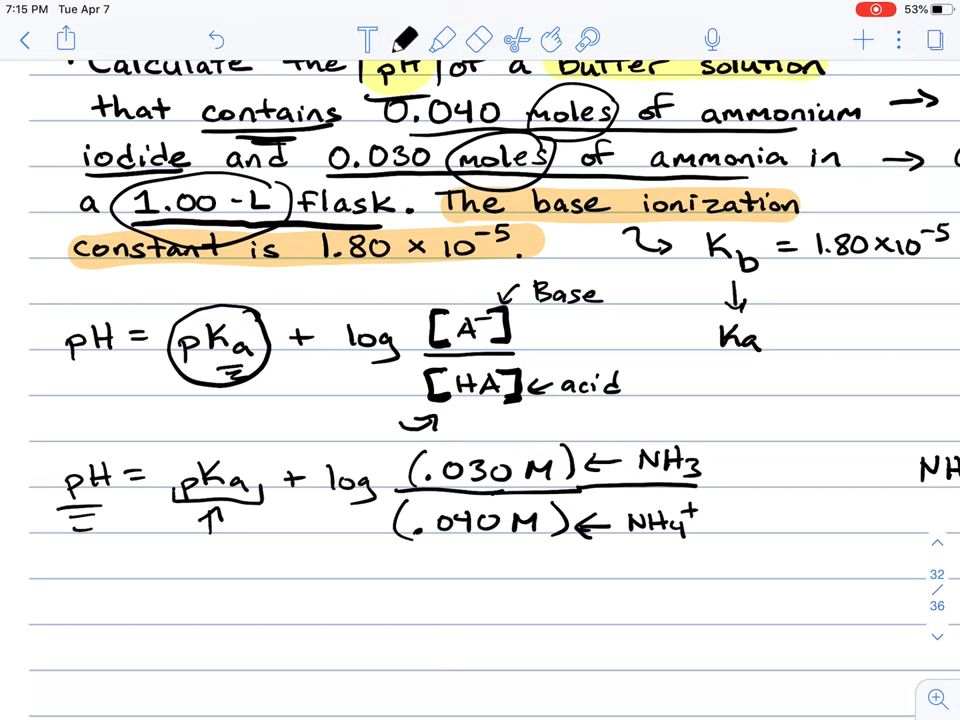 7:15 PM Tue Apr 7
53%
T
• Calculate the pH of a buffer solution
that contains 0.040 moles of ammonium →
iodide and 0.030 moles of ammonia in →
a 1.00-L flask. The base ionization
constant is 1.80 × 10⁻⁵. Kb = 1.80×10⁻⁵
↓
Ka
pH = pKa + log [A⁻] / [HA]
← Base
← acid
pH = pKa + log (.030 M) / (.040 M)
← NH₃
← NH₄⁺
NH
32
/
36